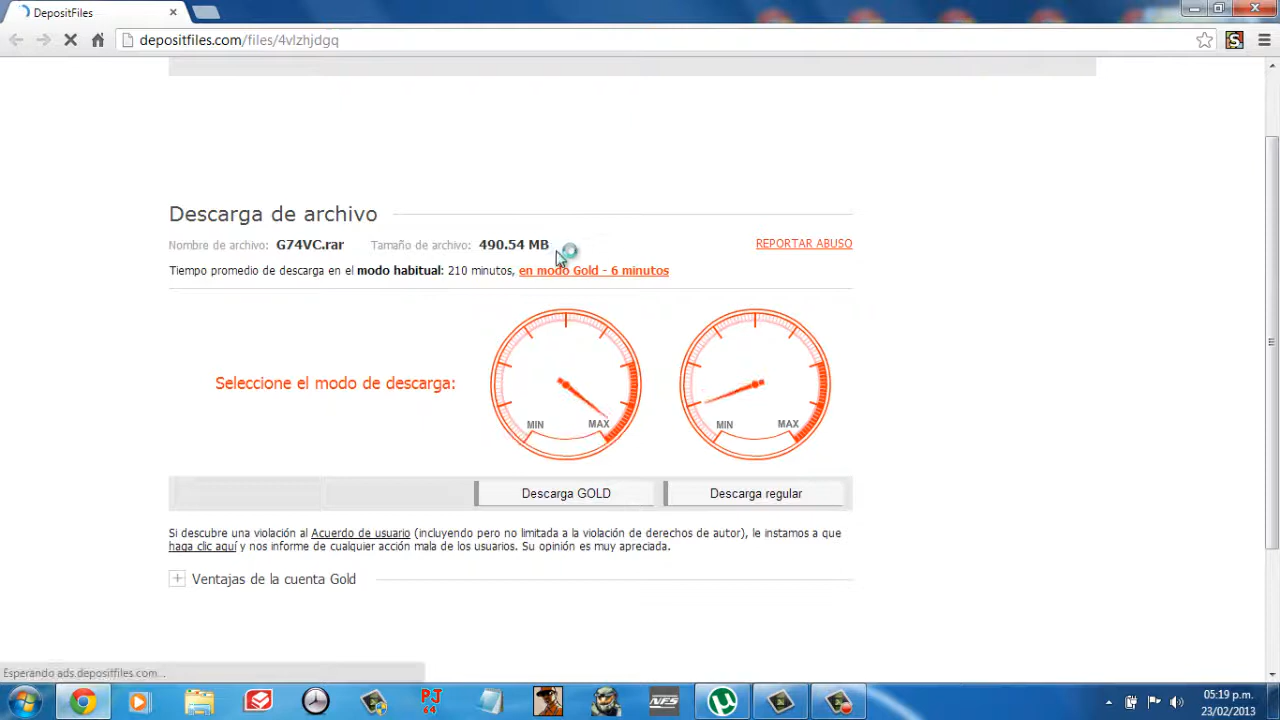 DepositFiles
depositfiles.com/files/4vlzhjdgq
Descarga de archivo
Nombre de archivo: G74VC.rar Tamaño de archivo: 490.54 MB REPORTAR ABUSO
Tiempo promedio de descarga en el modo habitual: 210 minutos, en modo Gold - 6 minutos
Seleccione el modo de descarga:
MIN MAX MIN MAX
Descarga GOLD Descarga regular
Si descubre una violación al Acuerdo de usuario (incluyendo pero no limitada a la violación de derechos de autor), le instamos a que
haga clic aquí y nos informe de cualquier acción mala de los usuarios. Su opinión es muy apreciada.
Ventajas de la cuenta Gold
Esperando ads.depositfiles.com...
PJ
64
NFS
05:19 p.m.
23/02/2013